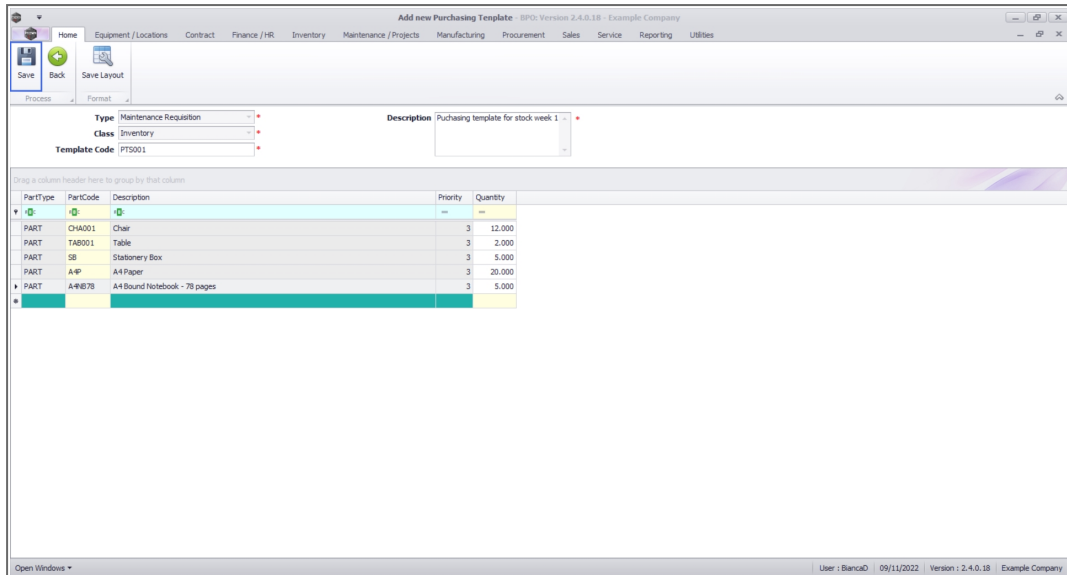 Add new Purchasing Template - BPO: Version 2.4.0.18 - Example Company
Home Equipment / Locations Contract Finance / HR Inventory Maintenance / Projects Manufacturing Procurement Sales Service Reporting Utilities
Save Back Save Layout
Process Format
Type Maintenance Requisition * Description Puchasing template for stock week 1 *
Class Inventory *
Template Code PTS001 *
Drag a column header here to group by that column
PartType PartCode Description Priority Quantity
PART CHA001 Chair 3 12.000
PART TAB001 Table 3 2.000
PART SB Stationery Box 3 5.000
PART A4P A4 Paper 3 20.000
PART A4NB78 A4 Bound Notebook - 78 pages 3 5.000
Open Windows User : BiancaD 09/11/2022 Version : 2.4.0.18 Example Company